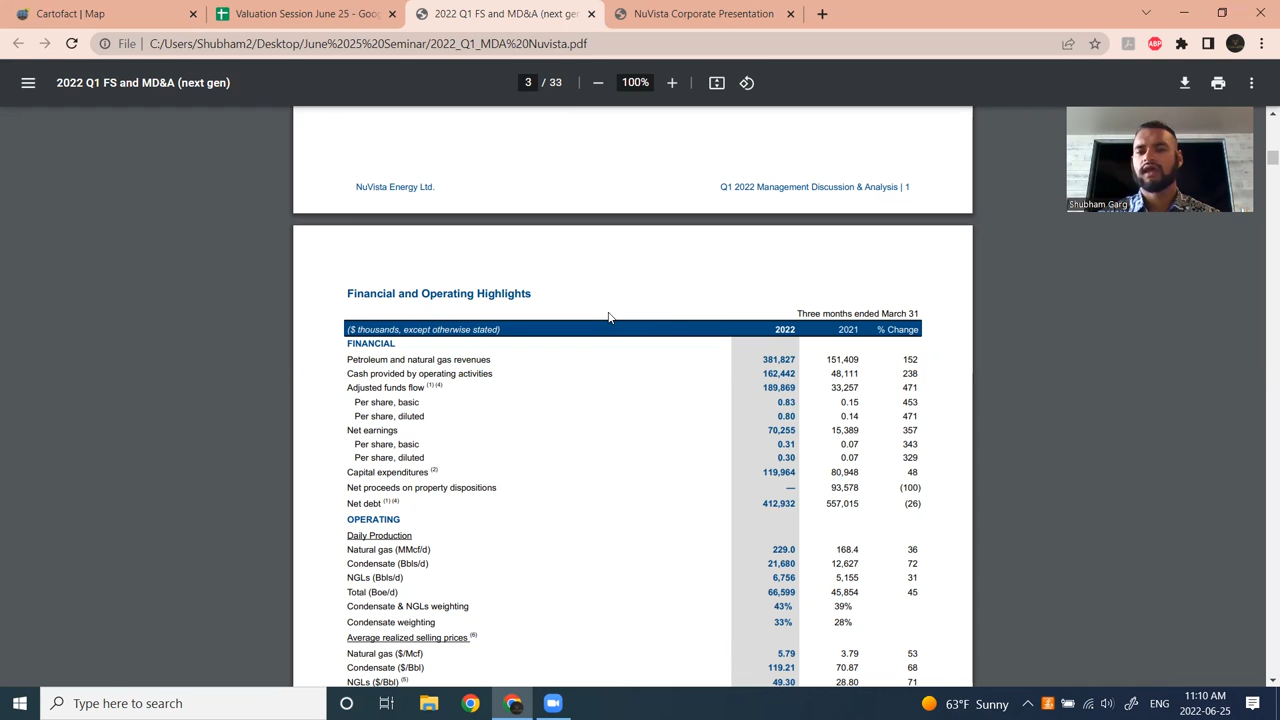 Cartofact | Map
Valuation Session June 25 - Goo
2022 Q1 FS and MD&A (next gen)
NuVista Corporate Presentation
File C:/Users/Shubham2/Desktop/June%2025%20Seminar/2022_Q1_MDA%20Nuvista.pdf
ABP
2022 Q1 FS and MD&A (next gen)
3 / 33
100%
NuVista Energy Ltd. Q1 2022 Management Discussion & Analysis | 1
Shubham Garg
Financial and Operating Highlights
Three months ended March 31
($ thousands, except otherwise stated) 2022 2021 % Change
FINANCIAL
Petroleum and natural gas revenues 381,827 151,409 152
Cash provided by operating activities 162,442 48,111 238
Adjusted funds flow (1) (4) 189,869 33,257 471
Per share, basic 0.83 0.15 453
Per share, diluted 0.80 0.14 471
Net earnings 70,255 15,389 357
Per share, basic 0.31 0.07 343
Per share, diluted 0.30 0.07 329
Capital expenditures (2) 119,964 80,948 48
Net proceeds on property dispositions — 93,578 (100)
Net debt (1) (4) 412,932 557,015 (26)
OPERATING
Daily Production
Natural gas (MMcf/d) 229.0 168.4 36
Condensate (Bbls/d) 21,680 12,627 72
NGLs (Bbls/d) 6,756 5,155 31
Total (Boe/d) 66,599 45,854 45
Condensate & NGLs weighting 43% 39%
Condensate weighting 33% 28%
Average realized selling prices (6)
Natural gas ($/Mcf) 5.79 3.79 53
Condensate ($/Bbl) 119.21 70.87 68
NGLs ($/Bbl) (5) 49.30 28.80 71
Type here to search
63°F Sunny
ENG
11:10 AM
2022-06-25